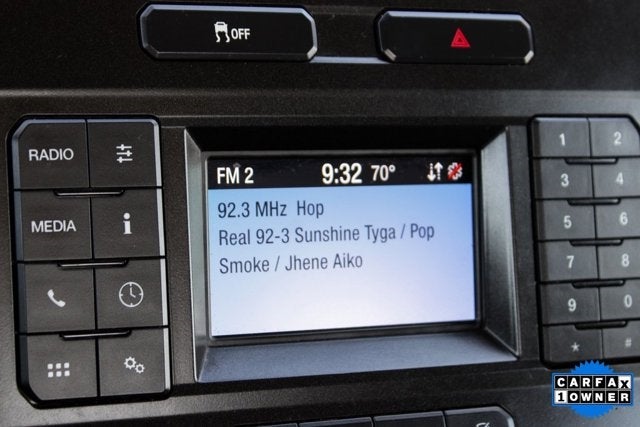 OFF
RADIO
MEDIA
i
FM 2 9:32 70°
92.3 MHz Hop
Real 92-3 Sunshine Tyga / Pop
Smoke / Jhene Aiko
1 2
3 4
5 6
7 8
9 0
* #
CARFAX
1 OWNER